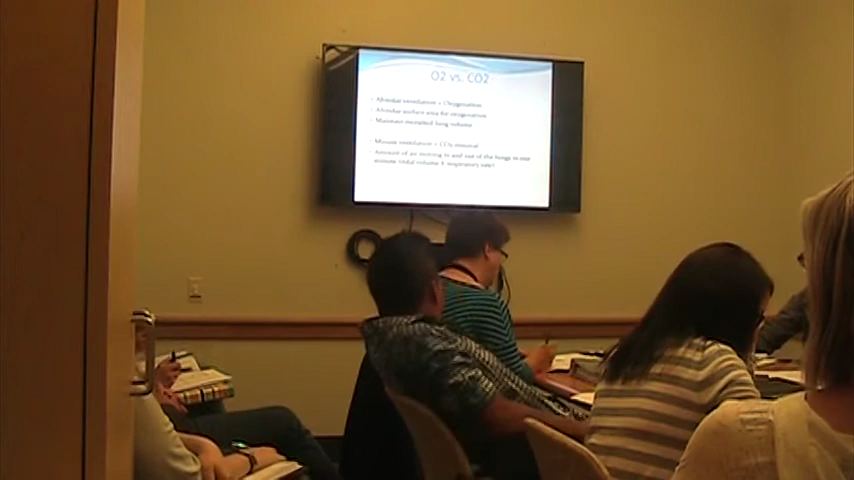 O2 vs. CO2
- Alveolar ventilation = Oxygenation
- Alveolar surface area for oxygenation
- Maintain recruited lung volume
- Minute ventilation = CO2 removal
- Amount of air moving in and out of the lungs in one
minute (tidal volume X respiratory rate)